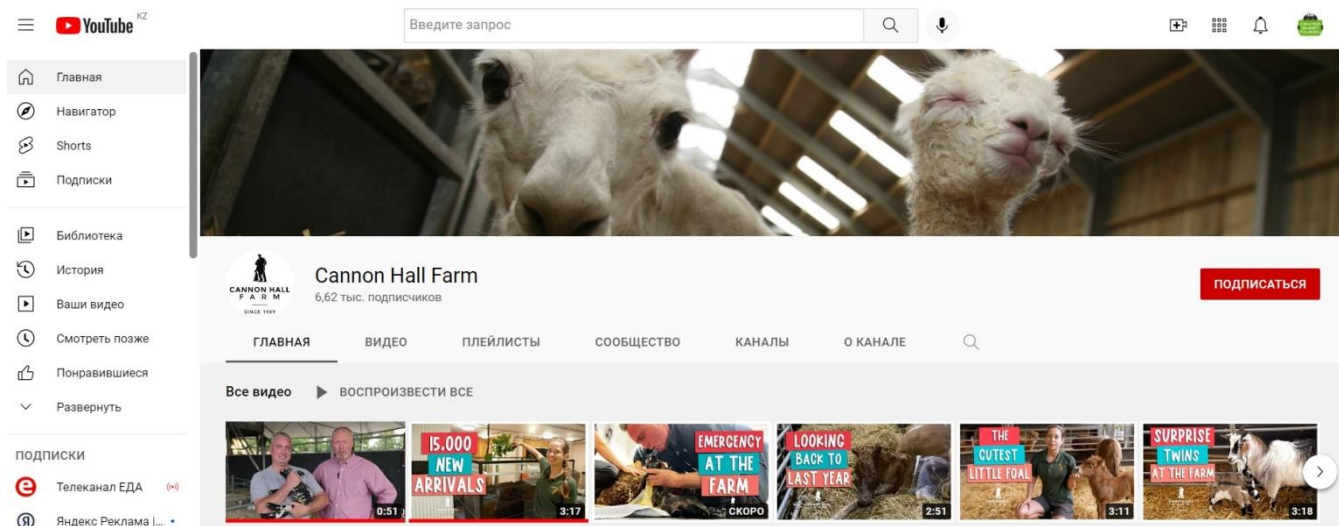 YouTube KZ
Введите запрос
Главная
Навигатор
Shorts
Подписки
Библиотека
История
Ваши видео
Смотреть позже
Понравившиеся
Развернуть
ПОДПИСКИ
Телеканал ЕДА
Яндекс Реклама |...
CANNON HALL
FARM
SINCE 1989
Cannon Hall Farm
6,62 тыс. подписчиков
ПОДПИСАТЬСЯ
ГЛАВНАЯ ВИДЕО ПЛЕЙЛИСТЫ СООБЩЕСТВО КАНАЛЫ О КАНАЛЕ
Все видео ВОСПРОИЗВЕСТИ ВСЕ
0:51
15.000
NEW
ARRIVALS
3:17
EMERGENCY
AT THE
FARM
СКОРО
LOOKING
BACK TO
LAST YEAR
2:51
THE
CUTEST
LITTLE FOAL
3:11
SURPRISE
TWINS
AT THE FARM
3:18